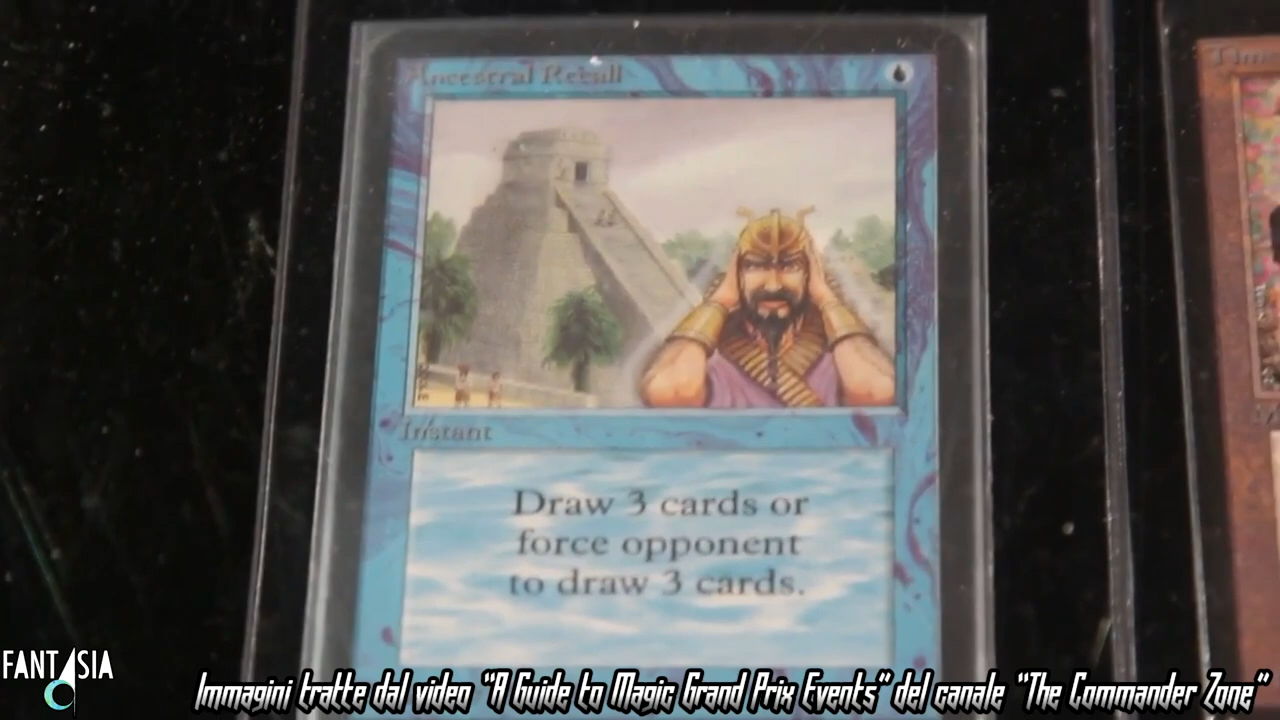 Ancestral Recall
Time
Instant
Draw 3 cards or
force opponent
to draw 3 cards.
FANTASIA
Immagini tratte dal video "A Guide to Magic Grand Prix Events" del canale "The Commander Zone"